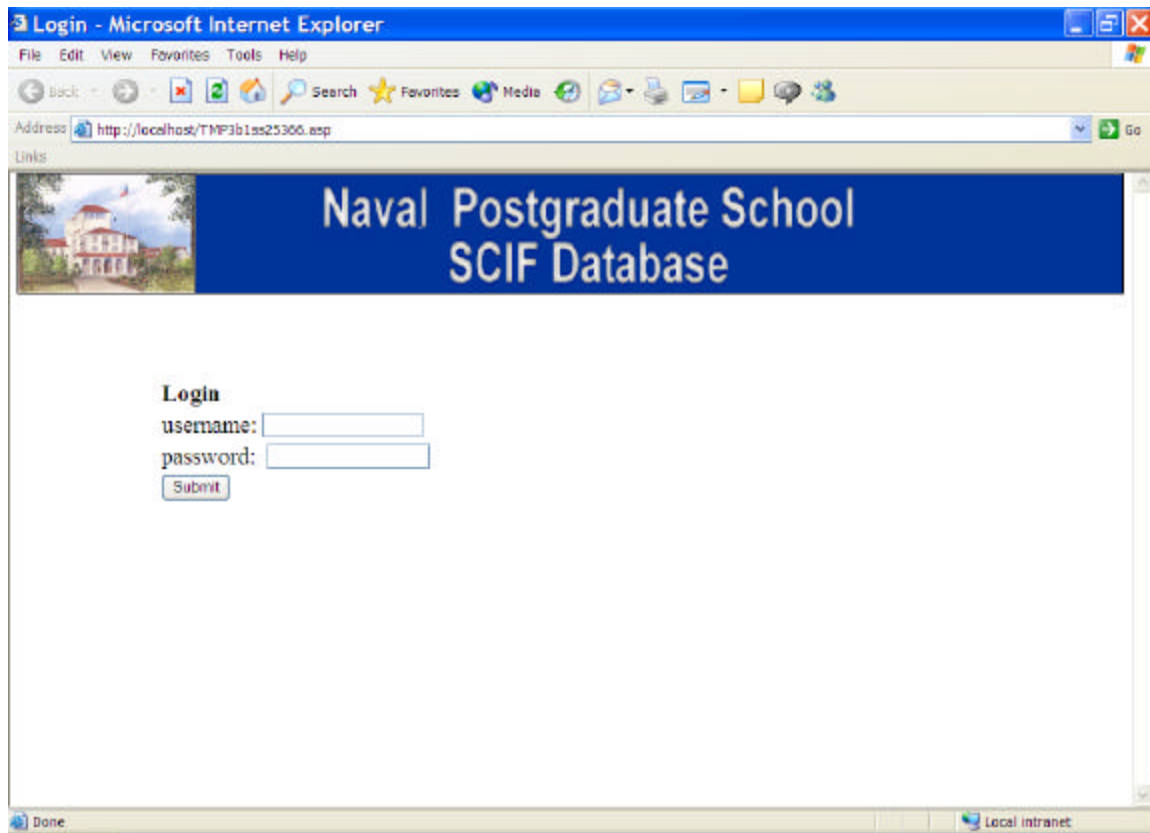 Login - Microsoft Internet Explorer
File Edit View Favorites Tools Help
Back Search Favorites Media
Address http://localhost/TMP3b1ss25366.asp Go
Links
Naval Postgraduate School
SCIF Database
Login
username:
password:
Submit
Done Local intranet